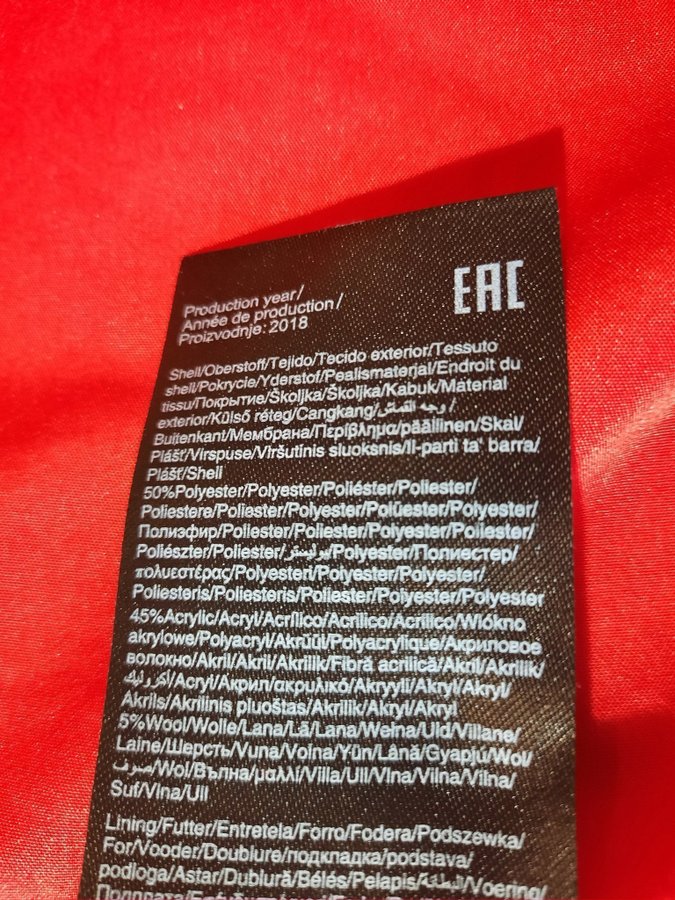 EAC
Production year/
Année de production/
Proizvodnje: 2018
Shell/Oberstoff/Tejido/Tecido exterior/Tessuto
shell/Pokrycie/Yderstof/Pealismaterjal/Endroit du
tissu/Покрытие/Školjka/Školjka/Kabuk/Material
exterior/Külső réteg/Cangkang/وجه القماش/
Buitenkant/Мембрана/Περίβλημα/päällinen/Skal/
Plášť/Virspuse/Viršutinis sluoksnis/Il-parti ta' barra/
Plášť/Shell
50%Polyester/Polyester/Poliéster/Poliester/
Poliestere/Poliester/Polyester/Polüester/Polyester/
Полиэфир/Poliester/Poliester/Polyester/Poliester/
Poliészter/Poliester/بوليستر/Polyester/Полиестер/
πολυεστέρας/Polyesteri/Polyester/Polyester/
Poliesteris/Poliesteris/Poliester/Polyester/Polyester
45%Acrylic/Acryl/Acrílico/Acrílico/Acrilico/Włókno
akrylowe/Polyacryl/Akrüül/Polyacrylique/Акриловое
волокно/Akril/Akril/Akrilik/Fibră acrilică/Akril/Akrilik/
أكريليك/Acryl/Акрил/ακρυλικό/Akryyli/Akryl/Akryl/
Akrils/Akrilinis pluoštas/Akrilik/Akryl/Akryl
5%Wool/Wolle/Lana/Lã/Lana/Wełna/Uld/Villane/
Laine/Шерсть/Vuna/Volna/Yün/Lână/Gyapjú/Wol/
صوف/Wol/Вълна/μαλλί/Villa/Ull/Vlna/Vilna/Vilna/
Suf/Vlna/Ull
Lining/Futter/Entretela/Forro/Fodera/Podszewka/
For/Vooder/Doublure/подкладка/podstava/
podloga/Astar/Dublură/Bélés/Pelapis/البطانة/Voering/